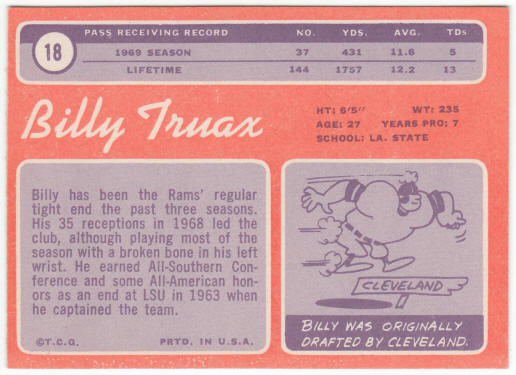 18
PASS RECEIVING RECORD NO. YDS. AVG. TDS
1969 SEASON 37 431 11.6 5
LIFETIME 144 1757 12.2 13
Billy Truax
HT: 6'5" WT: 235
AGE: 27 YEARS PRO: 7
SCHOOL: LA. STATE
Billy has been the Rams' regular
tight end the past three seasons.
His 35 receptions in 1968 led the
club, although playing most of the
season with a broken bone in his left
wrist. He earned All-Southern Con-
ference and some All-American hon-
ors as an end at LSU in 1963 when
he captained the team.
©T.C.G. PRTD. IN U.S.A.
CLEVELAND
BILLY WAS ORIGINALLY
DRAFTED BY CLEVELAND.